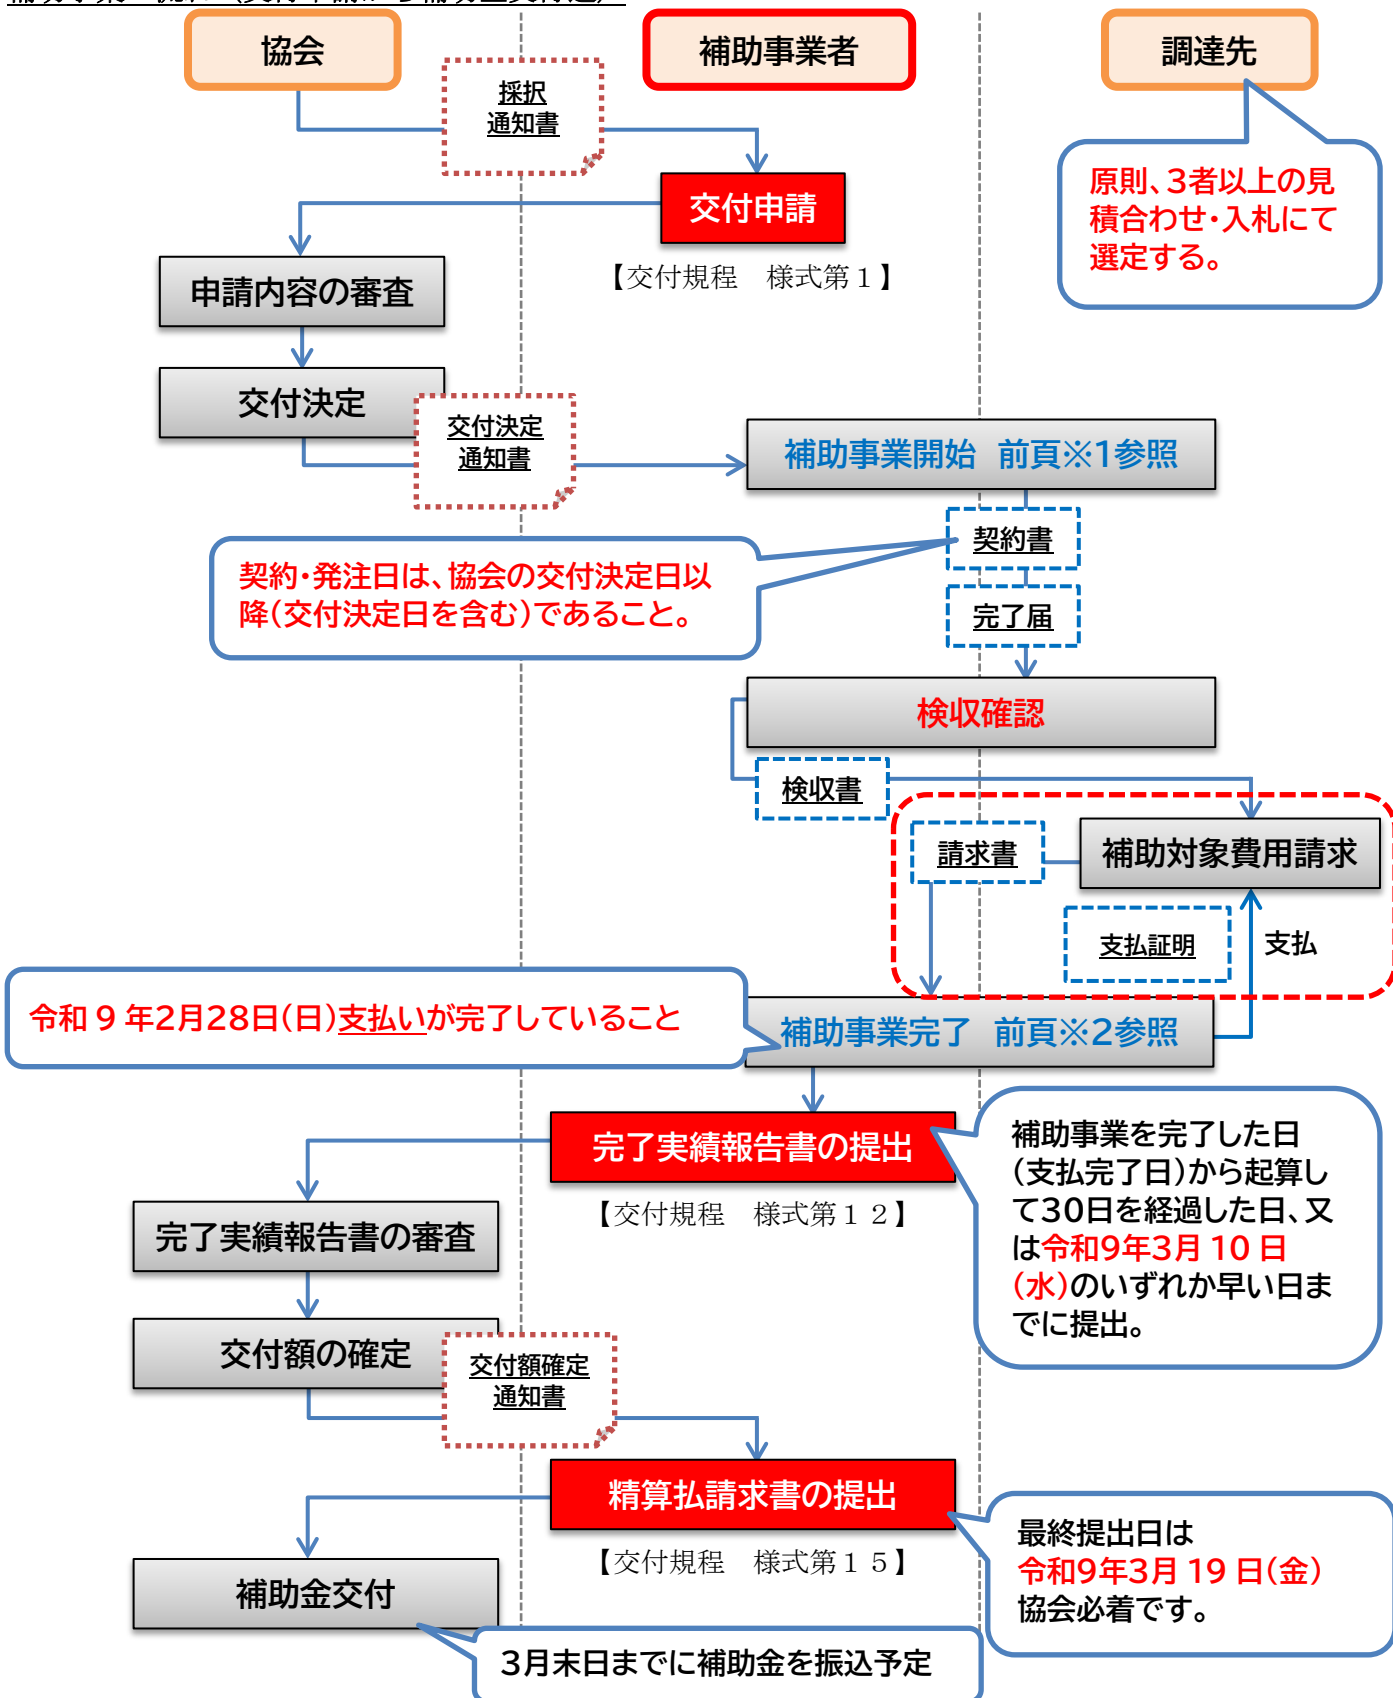 協会
補助事業者
調達先
採択
通知書
原則、3者以上の見
積合わせ・入札にて
選定する。
交付申請
【交付規程　様式第１】
申請内容の審査
交付決定
交付決定
通知書
補助事業開始 前頁※1参照
契約書
契約・発注日は、協会の交付決定日以
降(交付決定日を含む)であること。
完了届
検収確認
検収書
請求書
補助対象費用請求
支払証明
支払
令和 9 年2月28日(日)支払いが完了していること
補助事業完了 前頁※2参照
完了実績報告書の提出
【交付規程　様式第１２】
補助事業を完了した日
(支払完了日)から起算し
て30日を経過した日、又
は令和9年3月 10 日
(水)のいずれか早い日ま
でに提出。
完了実績報告書の審査
交付額の確定
交付額確定
通知書
精算払請求書の提出
【交付規程　様式第１５】
最終提出日は
令和9年3月 19 日(金)
協会必着です。
補助金交付
3月末日までに補助金を振込予定